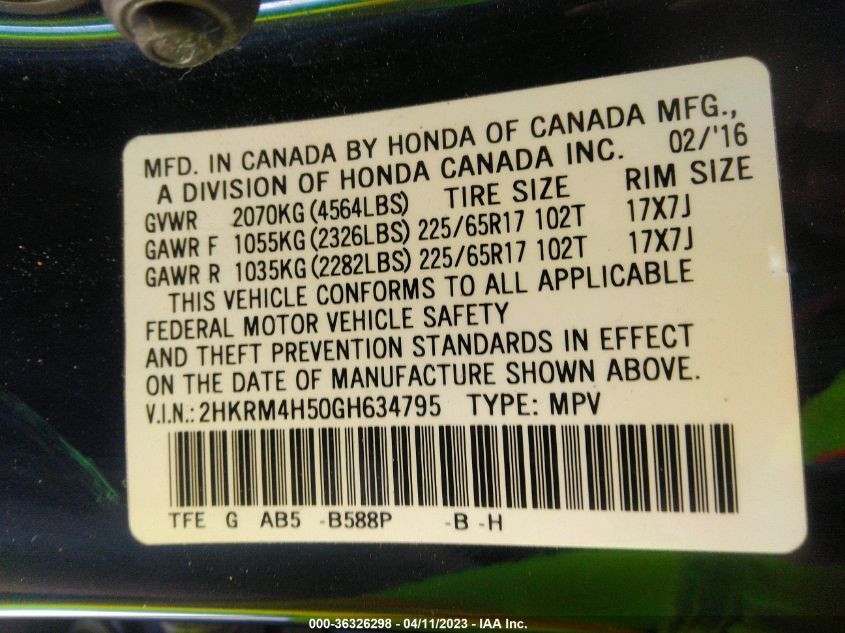 MFD. IN CANADA BY HONDA OF CANADA MFG.,
A DIVISION OF HONDA CANADA INC. 02/'16
GVWR 2070KG(4564LBS) TIRE SIZE RIM SIZE
GAWR F 1055KG(2326LBS) 225/65R17 102T 17X7J
GAWR R 1035KG(2282LBS) 225/65R17 102T 17X7J
THIS VEHICLE CONFORMS TO ALL APPLICABLE
FEDERAL MOTOR VEHICLE SAFETY
AND THEFT PREVENTION STANDARDS IN EFFECT
ON THE DATE OF MANUFACTURE SHOWN ABOVE.
V.I.N.: 2HKRM4H50GH634795 TYPE: MPV
TFE G AB5 -B588P -B -H
000-36326298 - 04/11/2023 - IAA Inc.